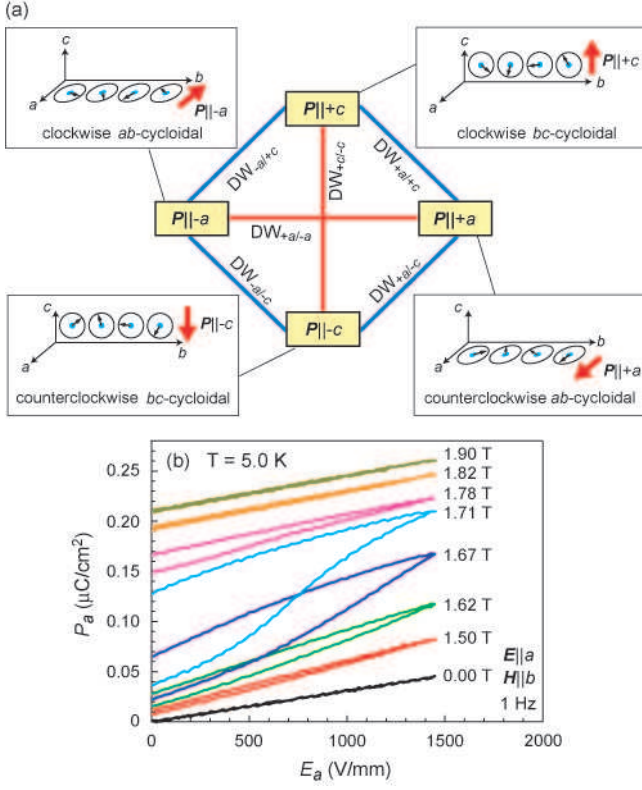 (a)
c
b
a
P||-a
clockwise ab-cycloidal
c
b
a
P||+c
clockwise bc-cycloidal
P||+c
DW-a/+c
DW+c/-c
DW+a/+c
P||-a
P||+a
DW+a/-a
DW-a/-c
DW+a/-c
P||-c
c
b
a
P||-c
counterclockwise bc-cycloidal
c
b
a
P||+a
counterclockwise ab-cycloidal
(b) T = 5.0 K
Pa (μC/cm²)
0.25
0.20
0.15
0.10
0.05
0
1.90 T
1.82 T
1.78 T
1.71 T
1.67 T
1.62 T
1.50 T
0.00 T
E||a
H||b
1 Hz
0 500 1000 1500 2000
Ea (V/mm)